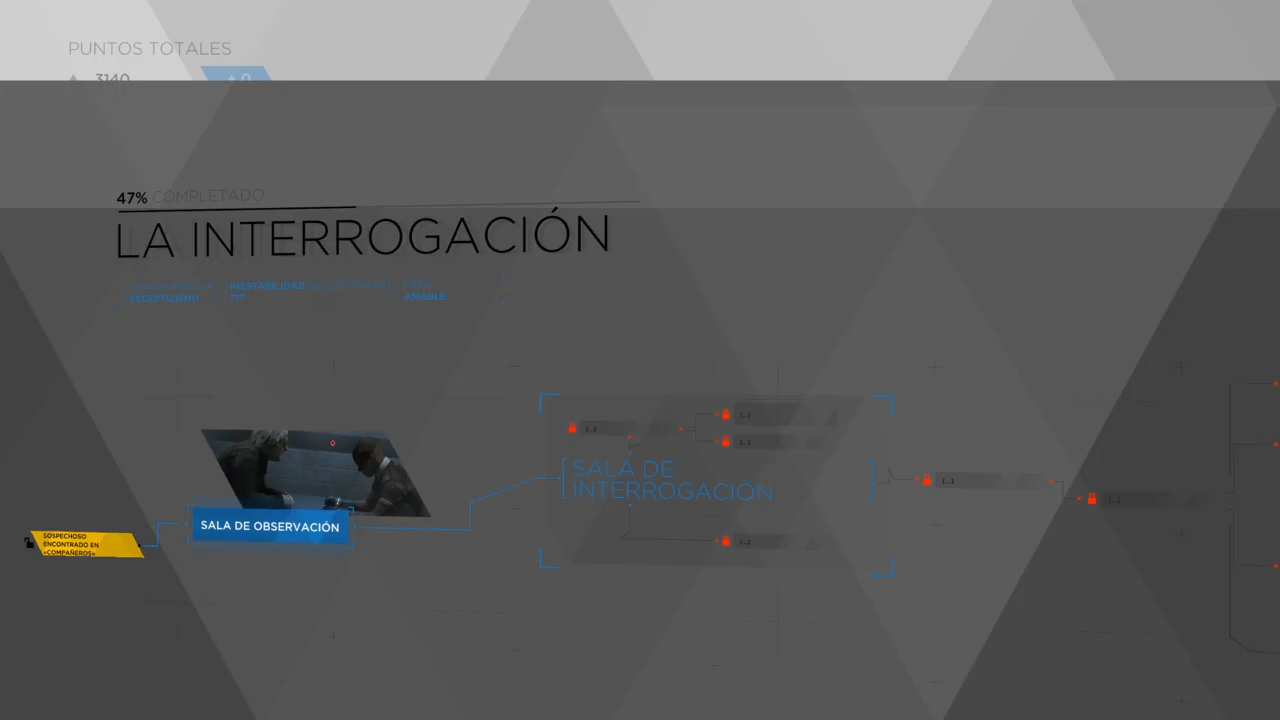 PUNTOS TOTALES
3140 + 0
47% COMPLETADO
LA INTERROGACIÓN
INESTABILIDAD
ESCEPTICISMO ??? AMABLE
[...]
[...]
[...]
SALA DE
INTERROGACIÓN
[...]
[...]
SALA DE OBSERVACIÓN
SOSPECHOSO
ENCONTRADO EN
«COMPAÑEROS»
[...]